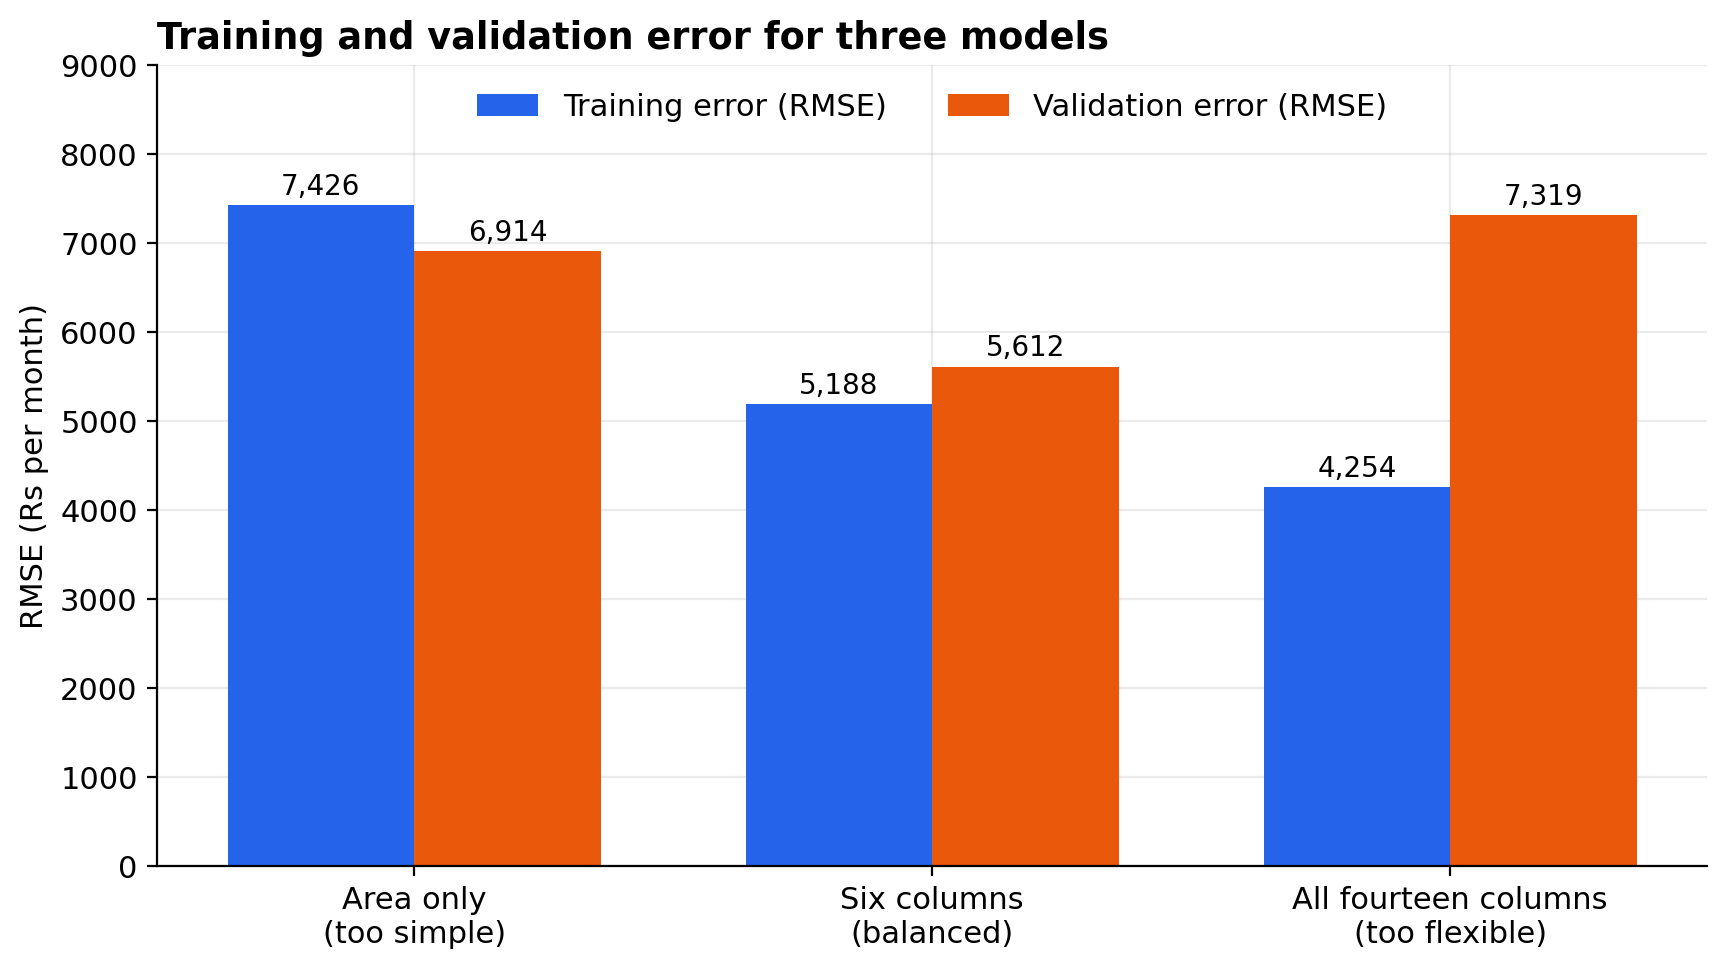 Training and validation error for three models
Training error (RMSE)
Validation error (RMSE)
RMSE (Rs per month)
9000
8000
7000
6000
5000
4000
3000
2000
1000
0
7,426
6,914
5,188
5,612
4,254
7,319
Area only
(too simple)
Six columns
(balanced)
All fourteen columns
(too flexible)